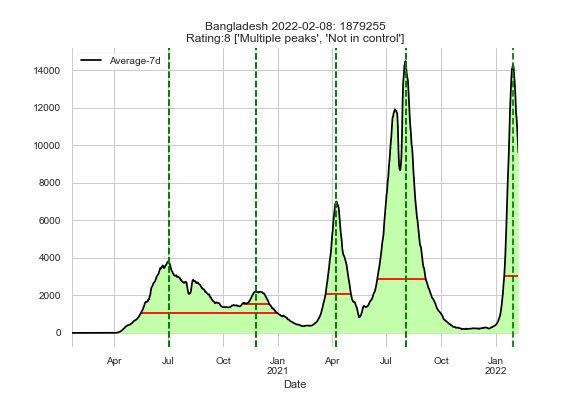 Bangladesh 2022-02-08: 1879255
Rating:8 ['Multiple peaks', 'Not in control']
Average-7d
14000
12000
10000
8000
6000
4000
2000
0
Apr Jul Oct Jan Apr Jul Oct Jan
2021 2022
Date